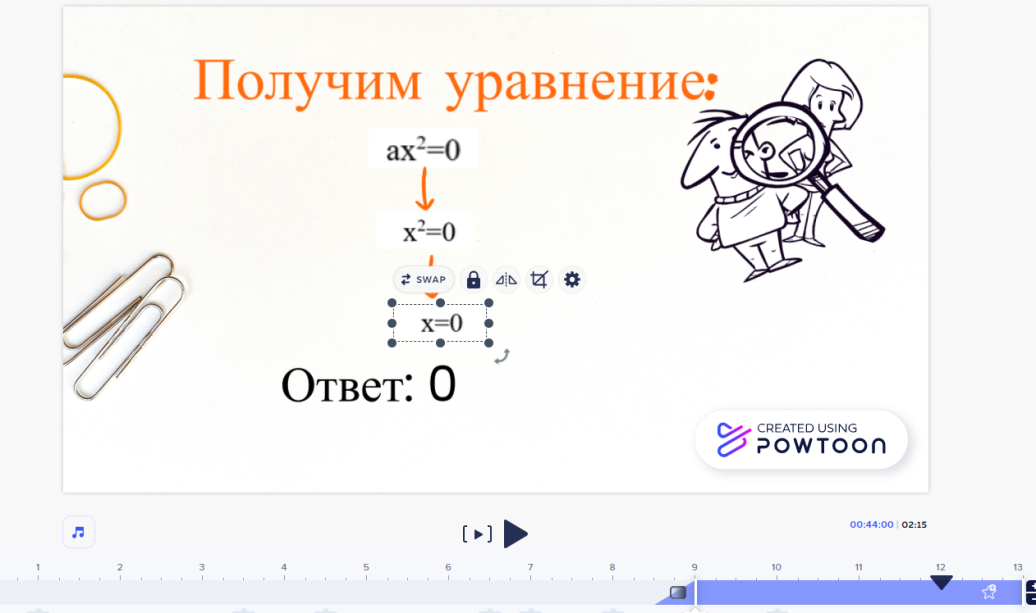 Получим уравнение:
ax²=0
x²=0
SWAP
x=0
Ответ: 0
CREATED USING
POWTOON
00:44:00 | 02:15
1 2 3 4 5 6 7 8 9 10 11 12 13